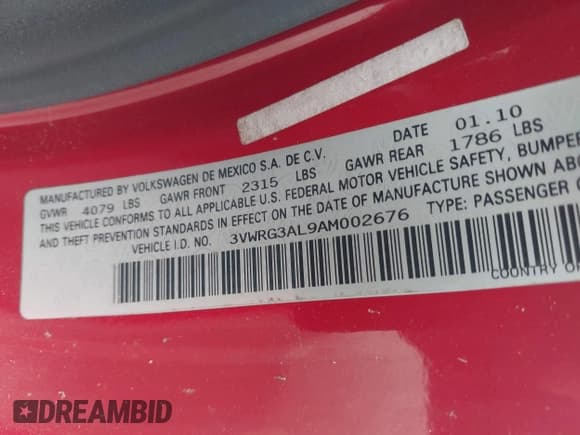 MANUFACTURED BY VOLKSWAGEN DE MEXICO S.A. DE C.V. DATE 01.10
GVWR 4079 LBS GAWR FRONT 2315 LBS GAWR REAR 1786 LBS
THIS VEHICLE CONFORMS TO ALL APPLICABLE U.S. FEDERAL MOTOR VEHICLE SAFETY, BUMPER
AND THEFT PREVENTION STANDARDS IN EFFECT ON THE DATE OF MANUFACTURE SHOWN
VEHICLE I.D. NO. 3VWRG3AL9AM002676 TYPE: PASSENGER
COUNTRY
DREAMBID